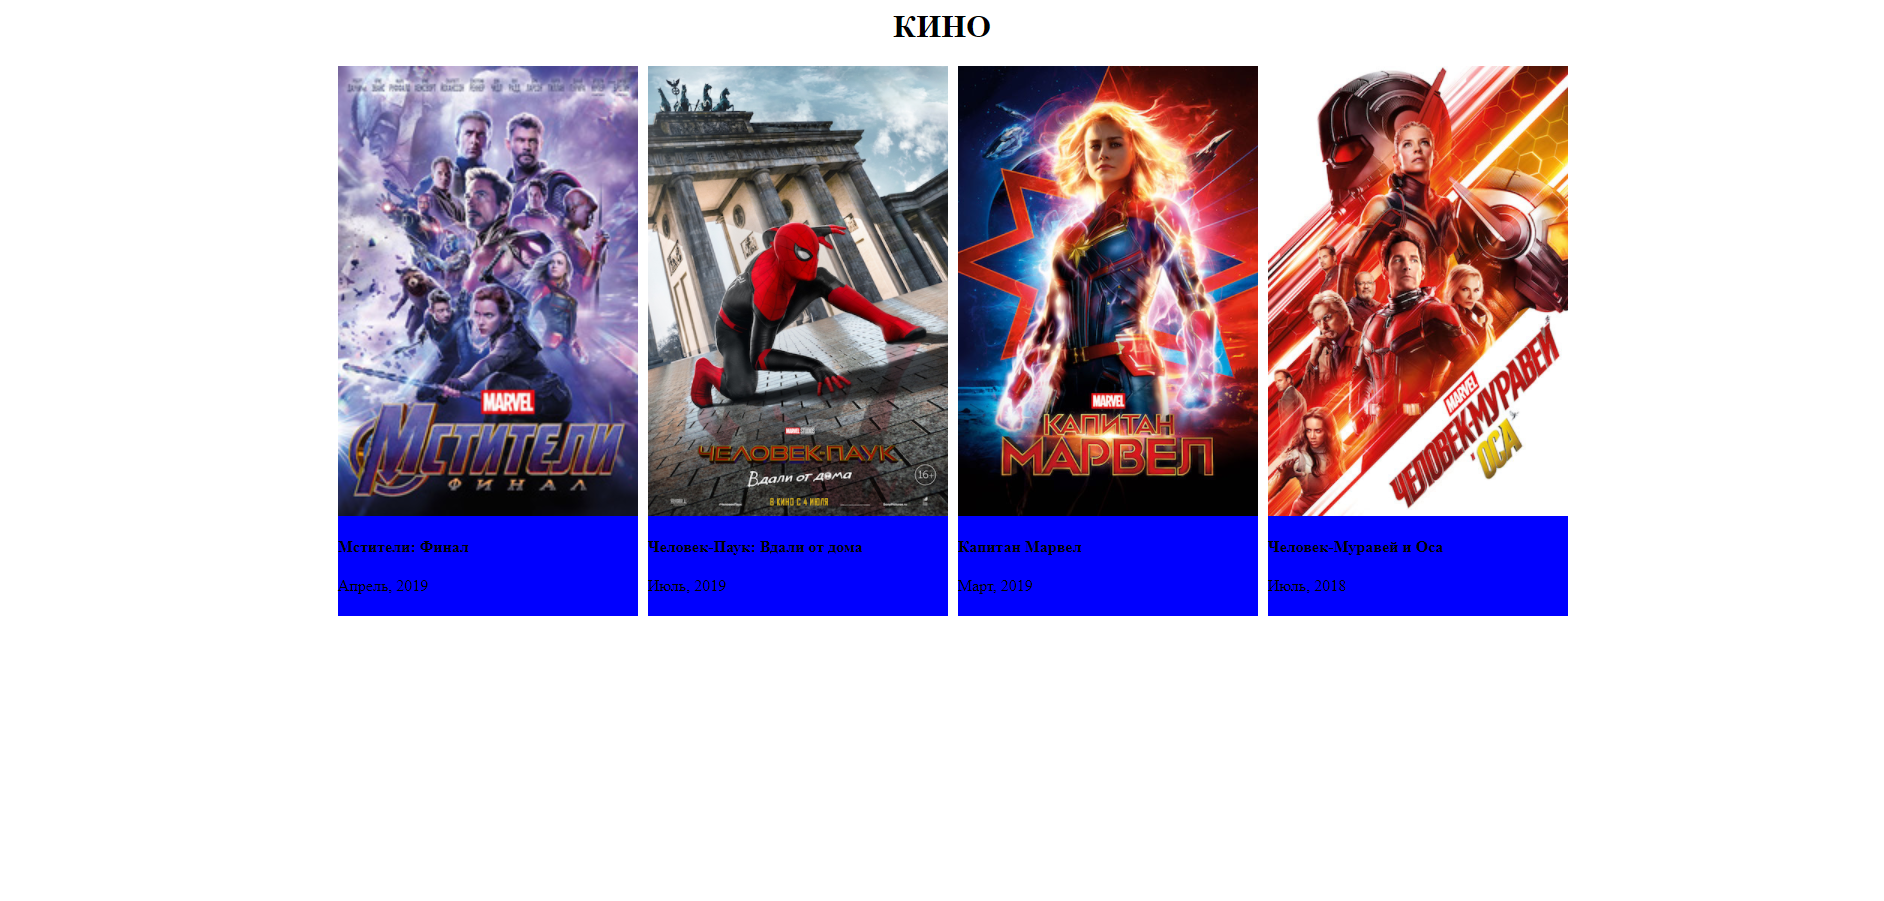 КИНО
MARVEL
МСТИТЕЛИ
ФИНАЛ
MARVEL STUDIOS
ЧЕЛОВЕК-ПАУК
Вдали от дома
16+
В КИНО С 4 ИЮЛЯ
MARVEL
КАПИТАН
МАРВЕЛ
MARVEL
ЧЕЛОВЕК-МУРАВЕЙ
ОСА
Мстители: Финал
Апрель, 2019
Человек-Паук: Вдали от дома
Июль, 2019
Капитан Марвел
Март, 2019
Человек-Муравей и Оса
Июль, 2018